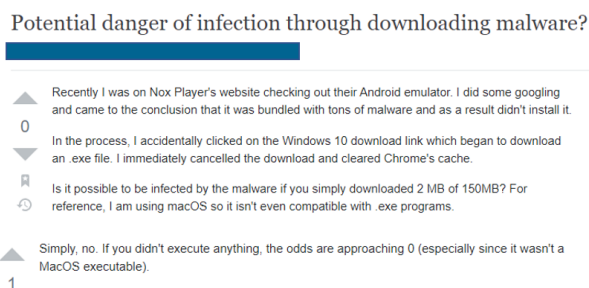 Potential danger of infection through downloading malware?
Recently I was on Nox Player's website checking out their Android emulator. I did some googling
and came to the conclusion that it was bundled with tons of malware and as a result didn't install it.
0
In the process, I accidentally clicked on the Windows 10 download link which began to download
an .exe file. I immediately cancelled the download and cleared Chrome's cache.
Is it possible to be infected by the malware if you simply downloaded 2 MB of 150MB? For
reference, I am using macOS so it isn't even compatible with .exe programs.
Simply, no. If you didn't execute anything, the odds are approaching 0 (especially since it wasn't a
MacOS executable).
1